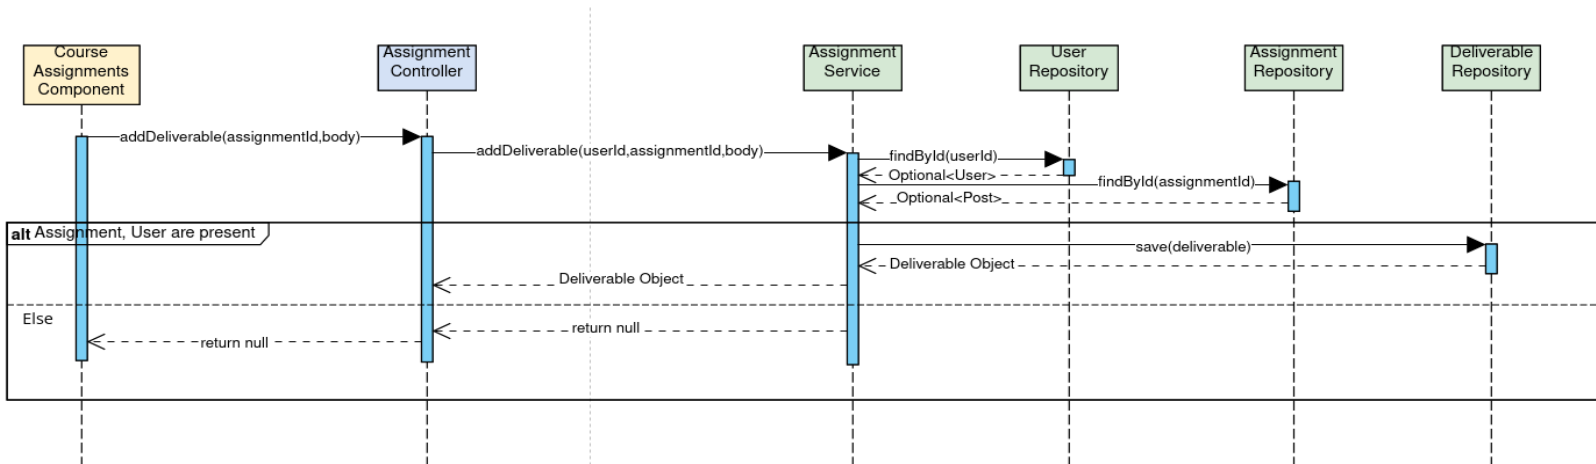 Course
Assignments
Component
Assignment
Controller
Assignment
Service
User
Repository
Assignment
Repository
Deliverable
Repository
addDeliverable(assignmentId,body)
addDeliverable(userId,assignmentId,body)
findById(userId)
Optional<User>
findById(assignmentId)
Optional<Post>
alt Assignment, User are present
save(deliverable)
Deliverable Object
Deliverable Object
Else
return null
return null